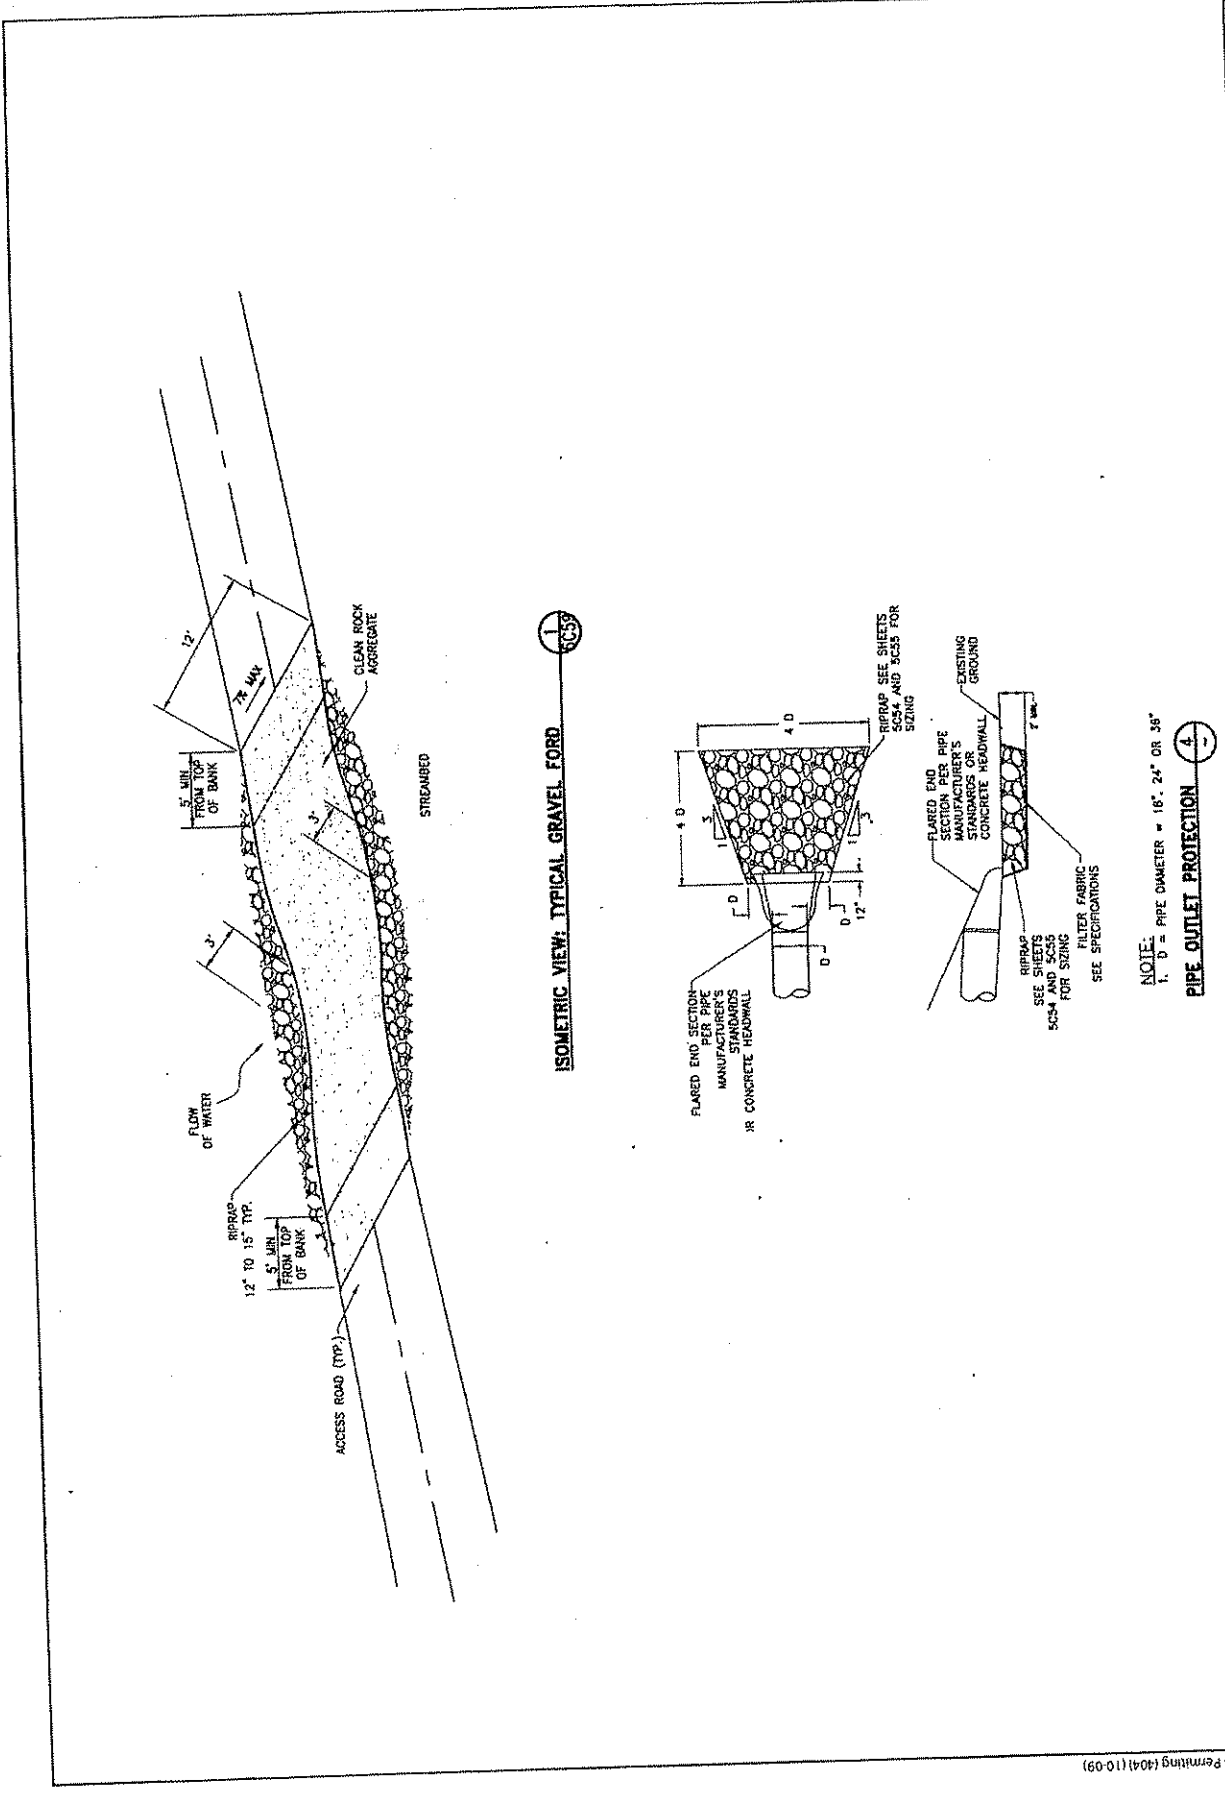 12'
7% MAX
5' MIN
FROM TOP
OF BANK
CLEAN ROCK
AGGREGATE
3'
3'
STREAMBED
FLOW
OF WATER
RIPRAP
12" TO 15" TYP.
5' MIN
FROM TOP
OF BANK
ACCESS ROAD (TYP.)
ISOMETRIC VIEW: TYPICAL GRAVEL FORD
1
5C59
FLARED END SECTION
PER PIPE
MANUFACTURER'S
STANDARDS
OR CONCRETE HEADWALL
4 D
4 D
3
1
3
1
D
D
D
12"
RIPRAP SEE SHEETS
5C54 AND 5C55 FOR
SIZING
FLARED END
SECTION PER PIPE
MANUFACTURER'S
STANDARDS OR
CONCRETE HEADWALL
EXISTING
GROUND
RIPRAP
SEE SHEETS
5C54 AND 5C55
FOR SIZING
FILTER FABRIC
SEE SPECIFICATIONS
NOTE:
1. D = PIPE DIAMETER = 18", 24" OR 36"
PIPE OUTLET PROTECTION
4
-
Permitting (404) (10-09)